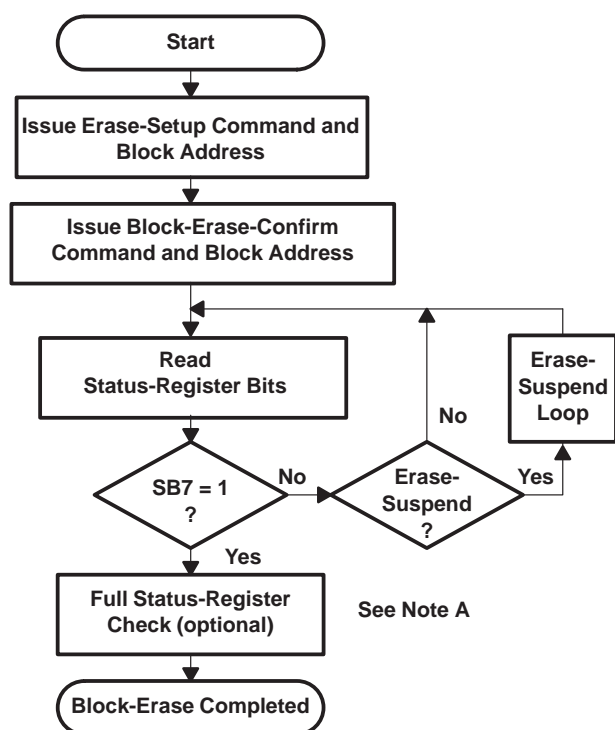 Start
Issue Erase-Setup Command and
Block Address
Issue Block-Erase-Confirm
Command and Block Address
Read
Status-Register Bits
Erase-
Suspend
Loop
No
SB7 = 1
?
No
Erase-
Suspend
?
Yes
Yes
Full Status-Register
Check (optional)
See Note A
Block-Erase Completed